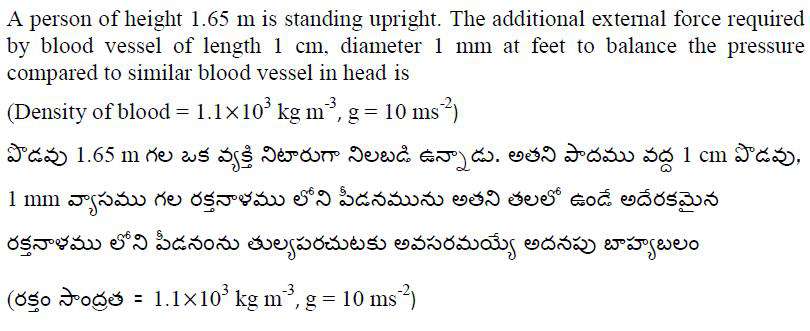 A person of height 1.65 m is standing upright. The additional external force required
by blood vessel of length 1 cm, diameter 1 mm at feet to balance the pressure
compared to similar blood vessel in head is
(Density of blood = 1.1×10³ kg m⁻³, g = 10 ms⁻²)
పొడవు 1.65 m గల ఒక వ్యక్తి నిటారుగా నిలబడి ఉన్నాడు. అతని పాదము వద్ద 1 cm పొడవు,
1 mm వ్యాసము గల రక్తనాళము లోని పీడనమును అతని తలలో ఉండే అదేరకమైన
రక్తనాళము లోని పీడనంను తుల్యపరచుటకు అవసరమయ్యే అదనపు బాహ్యబలం
(రక్తం సాంద్రత = 1.1×10³ kg m⁻³, g = 10 ms⁻²)